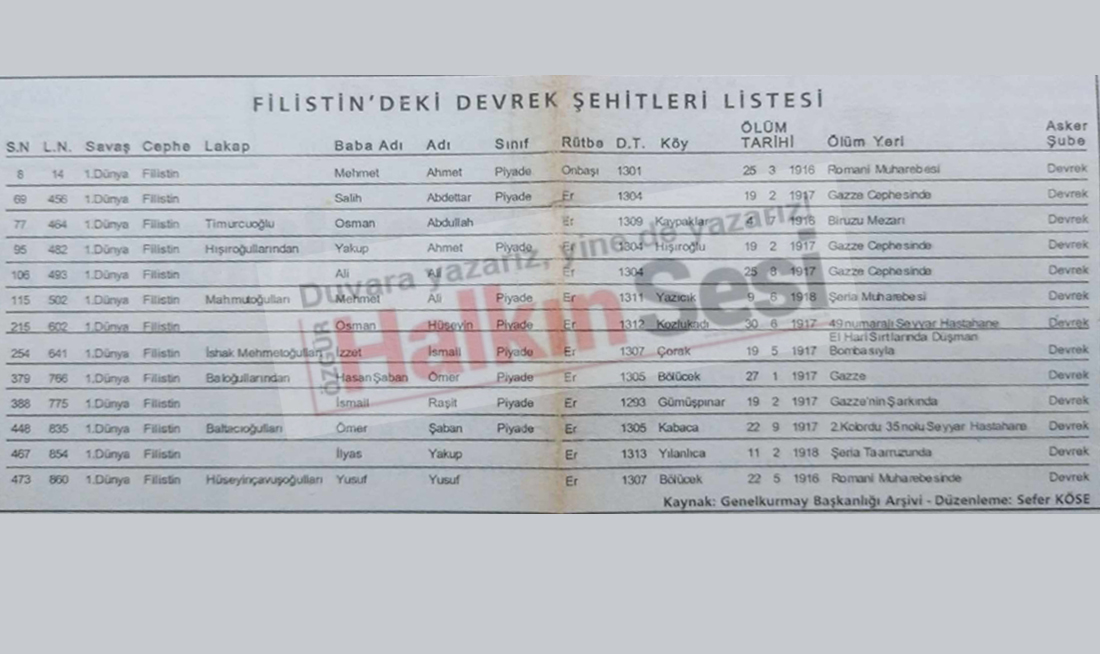 FİLİSTİN'DEKİ DEVREK ŞEHİTLERİ LİSTESİ
S.N L.N. Savaş Cephe Lakap Baba Adı Adı Sınıf Rütbe D.T. Köy ÖLÜM TARİHİ Ölüm Yeri Asker Şube
8 14 1.Dünya Filistin Mehmet Ahmet Piyade Onbaşı 1301 25 3 1916 Romani Muharebesi Devrek
69 456 1.Dünya Filistin Salih Abdettar Piyade Er 1304 19 2 1917 Gazze Cephesinde Devrek
77 464 1.Dünya Filistin Timurcuoğlu Osman Abdullah Er 1309 Kaypaklar 4 7 1916 Biruzu Mezarı Devrek
95 482 1.Dünya Filistin Hışıroğullarından Yakup Ahmet Piyade Er 1304 Hışıroğlu 19 2 1917 Gazze Cephesinde Devrek
106 493 1.Dünya Filistin Ali Ali Er 1304 25 8 1917 Gazze Cephesinde Devrek
115 502 1.Dünya Filistin Mahmutoğulları Mehmet Ali Piyade Er 1311 Yazıcık 9 6 1918 Şeria Muharebesi Devrek
215 602 1.Dünya Filistin Osman Hüseyin Piyade Er 1312 Kozlukadı 30 6 1917 49 numaralı Seyyar Hastahane Devrek
254 641 1.Dünya Filistin İshak Mehmetoğulları İzzet İsmail Piyade Er 1307 Çorak 19 5 1917 El Hari Sırtlarında Düşman Bombasıyla Devrek
379 766 1.Dünya Filistin Baloğullarından Hasan Şaban Ömer Piyade Er 1305 Bölücek 27 1 1917 Gazze Devrek
388 775 1.Dünya Filistin İsmail Raşit Piyade Er 1293 Gümüşpınar 19 2 1917 Gazze'nin Şarkında Devrek
448 835 1.Dünya Filistin Baltacıoğulları Ömer Şaban Piyade Er 1305 Kabaca 22 9 1917 2.Kolordu 35 nolu Seyyar Hastahane Devrek
467 854 1.Dünya Filistin İlyas Yakup Er 1313 Yılanlıca 11 2 1918 Şeria Taarruzunda Devrek
473 860 1.Dünya Filistin Hüseyinçavuşoğulları Yusuf Yusuf Er 1307 Bölücek 22 5 1916 Romani Muharebesinde Devrek
Kaynak: Genelkurmay Başkanlığı Arşivi - Düzenleme: Sefer KÖSE
Duvara yazarız, yine de yazarız!
ÖZGÜR
Halkın Sesi